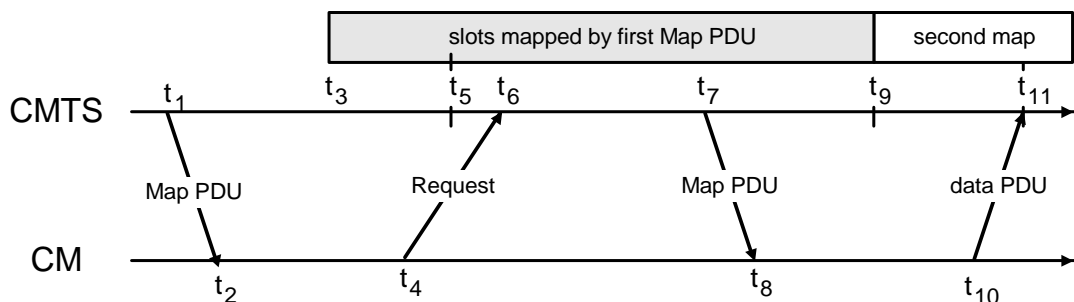 slots mapped by first Map PDU second map
t1 t3 t5 t6 t7 t9 t11
CMTS
Map PDU Request Map PDU data PDU
CM
t2 t4 t8 t10